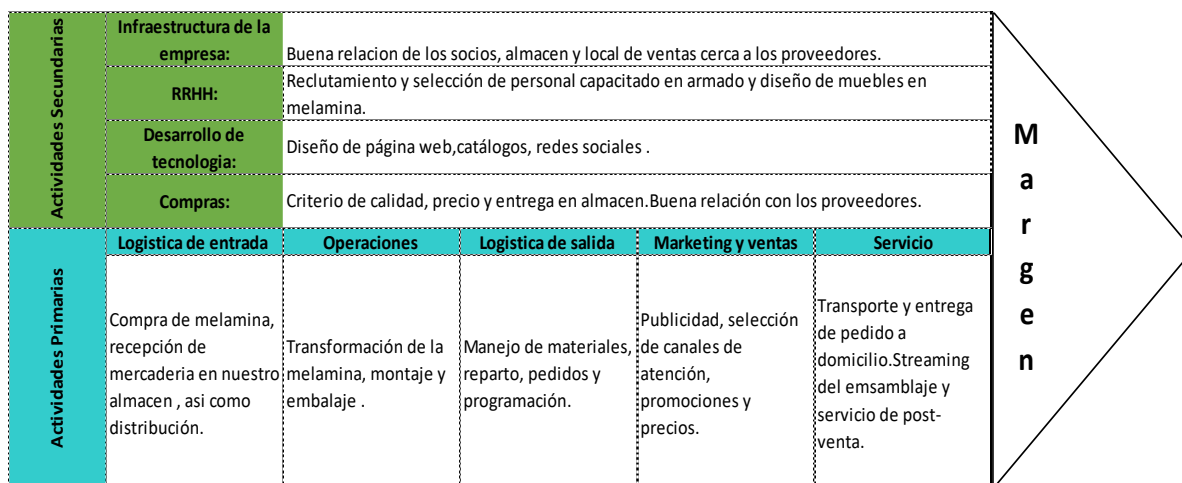 Actividades Secundarias
Infraestructura de la
empresa:
Buena relacion de los socios, almacen y local de ventas cerca a los proveedores.
RRHH:
Reclutamiento y selección de personal capacitado en armado y diseño de muebles en
melamina.
Desarrollo de
tecnologia:
Diseño de página web,catálogos, redes sociales .
Compras:
Criterio de calidad, precio y entrega en almacen.Buena relación con los proveedores.
Actividades Primarias
Logistica de entrada
Operaciones
Logistica de salida
Marketing y ventas
Servicio
Compra de melamina,
recepción de
mercaderia en nuestro
almacen , asi como
distribución.
Transformación de la
melamina, montaje y
embalaje .
Manejo de materiales,
reparto, pedidos y
programación.
Publicidad, selección
de canales de
atención,
promociones y
precios.
Transporte y entrega
de pedido a
domicilio.Streaming
del emsamblaje y
servicio de post-
venta.
M
a
r
g
e
n